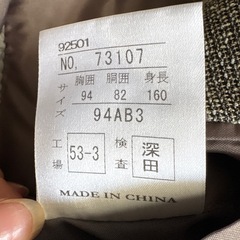 92501
NO. 73107
サイズ 胸囲 胴囲 身長
94 82 160
94AB3
工場 53-3 検査 深田
MADE IN CHINA